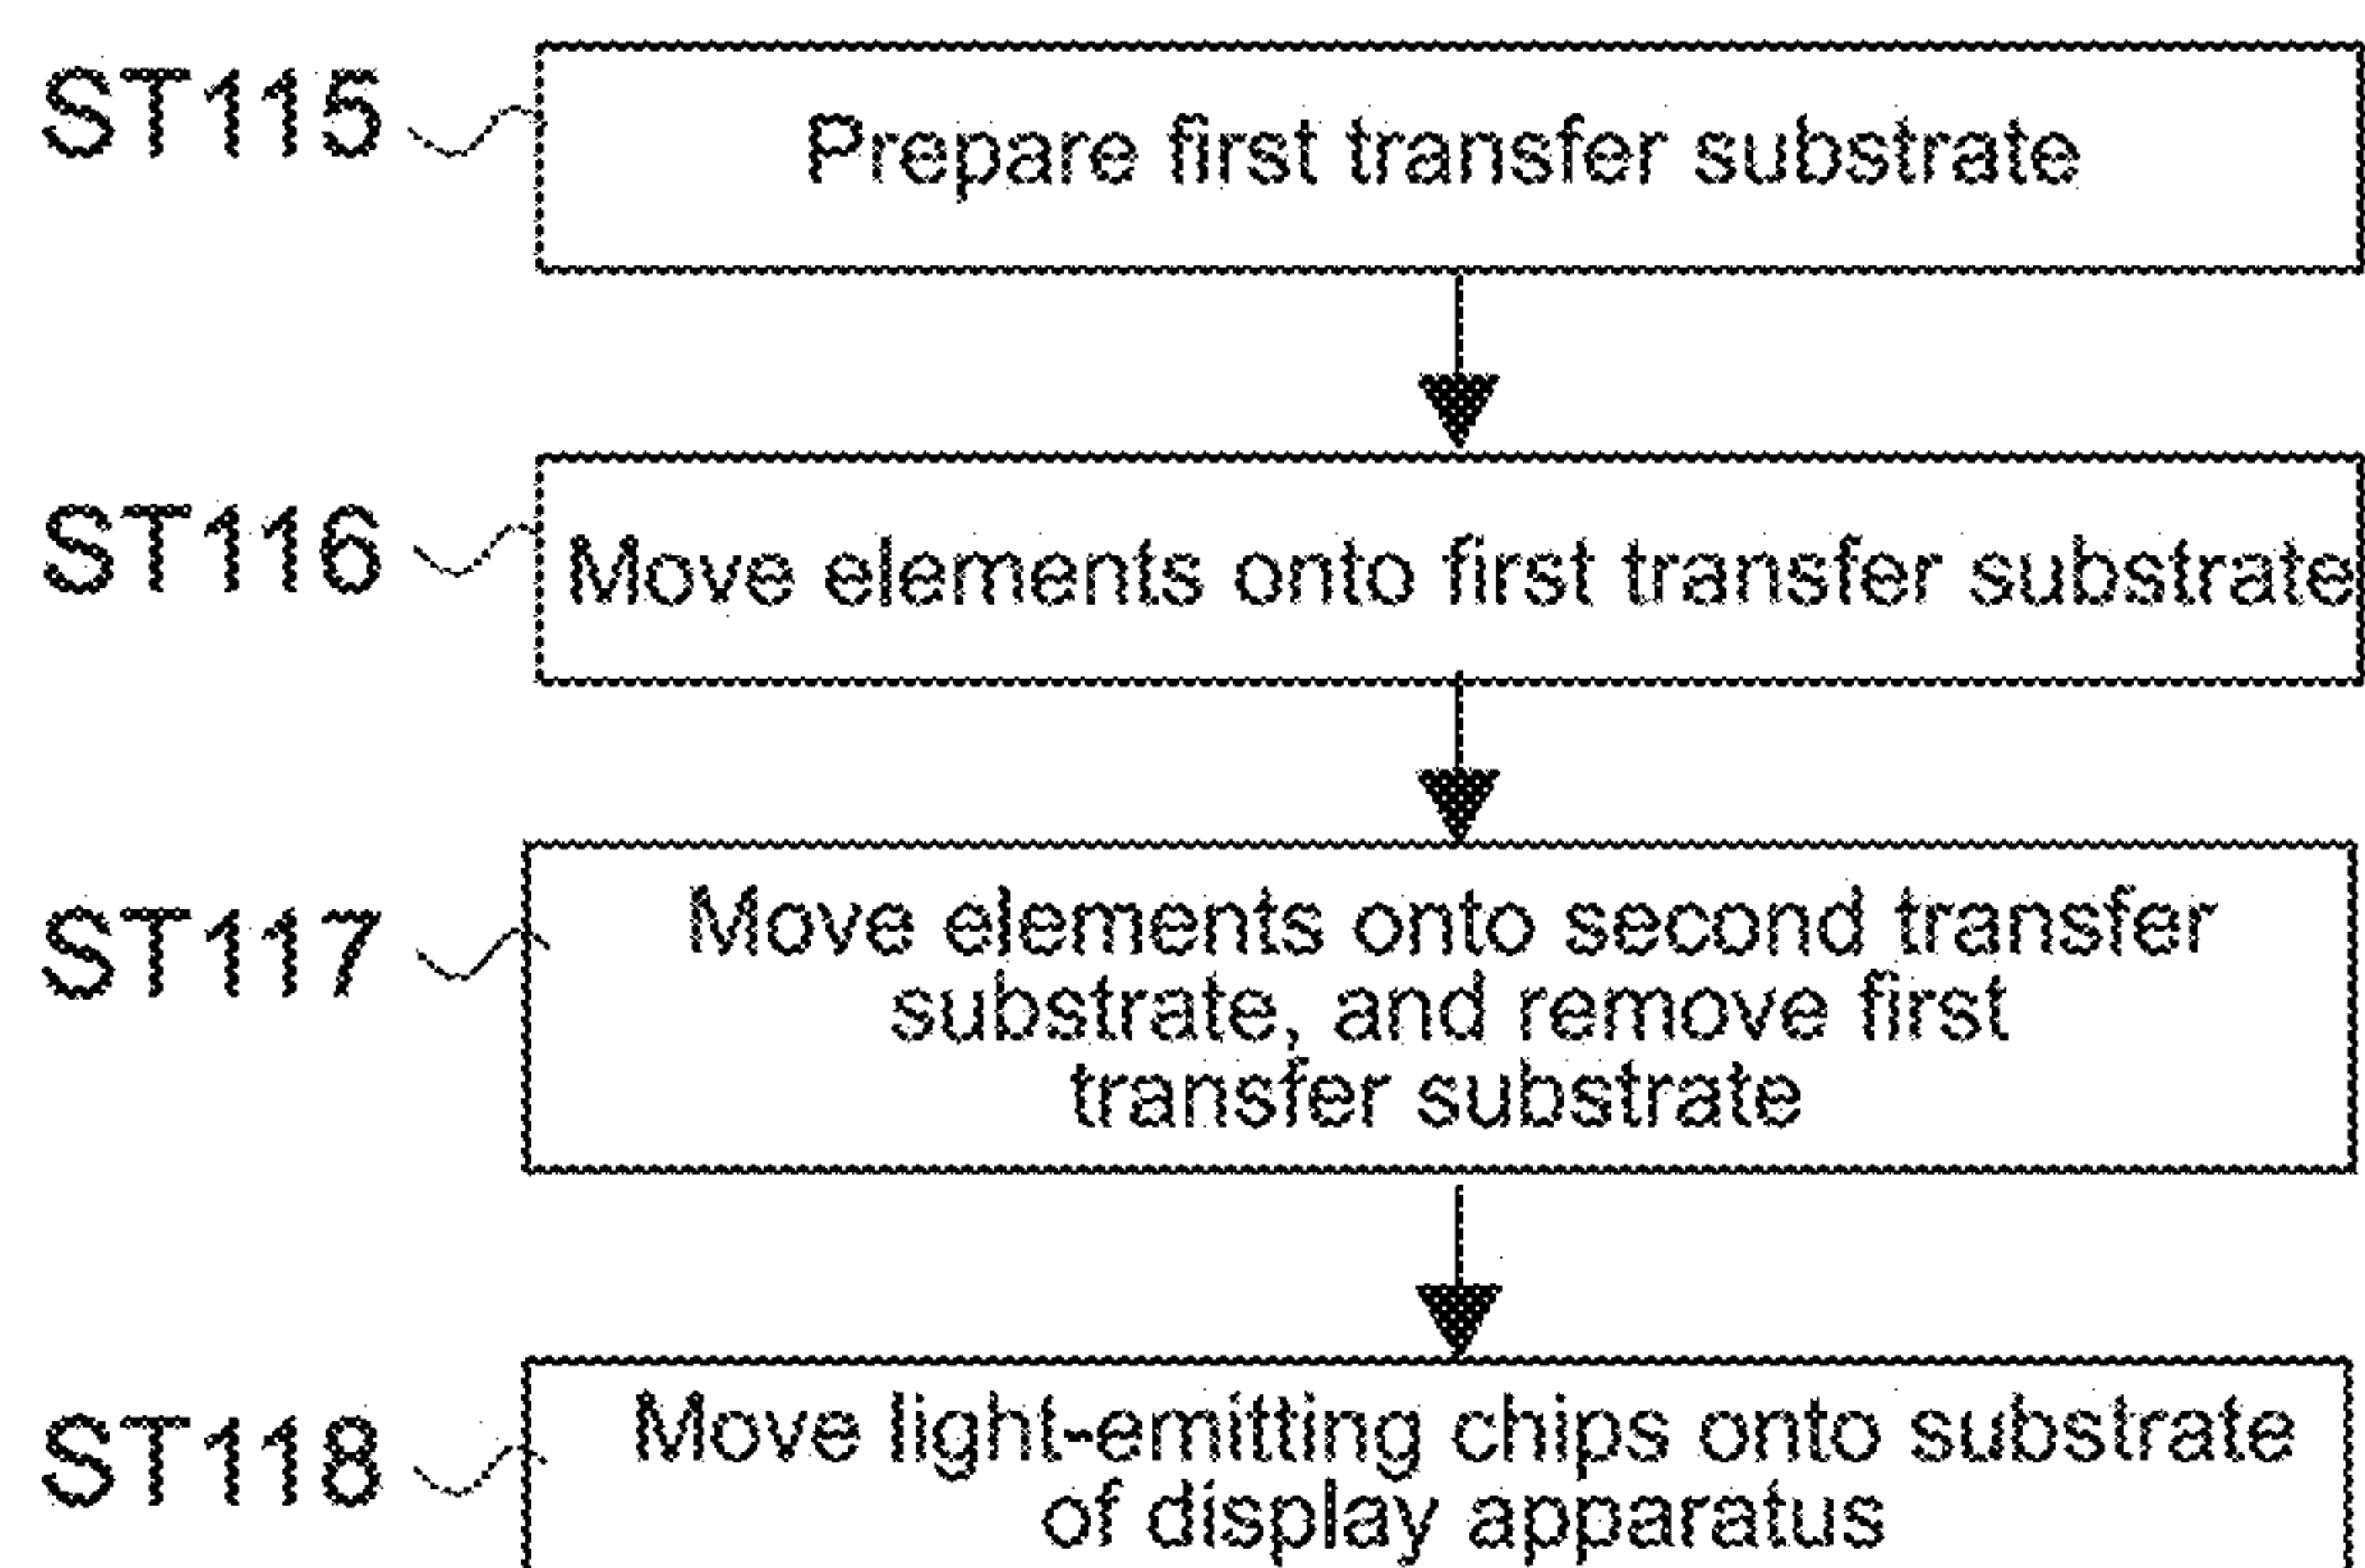 ST115
Prepare first transfer substrate
ST116
Move elements onto first transfer substrate
ST117
Move elements onto second transfer
substrate, and remove first
transfer substrate
ST118
Move light-emitting chips onto substrate
of display apparatus